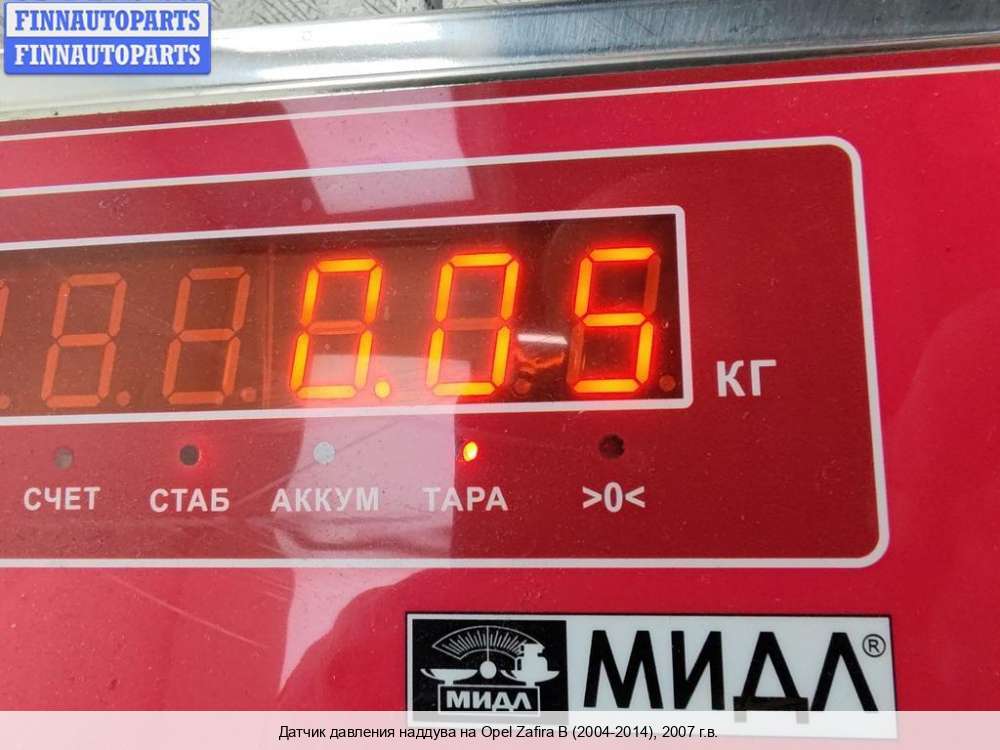 FINNAUTOPARTS
FINNAUTOPARTS
0.05
КГ
СЧЕТ СТАБ АККУМ ТАРА >0<
МИДЛ МИДЛ®
Датчик давления наддува на Opel Zafira B (2004-2014), 2007 г.в.